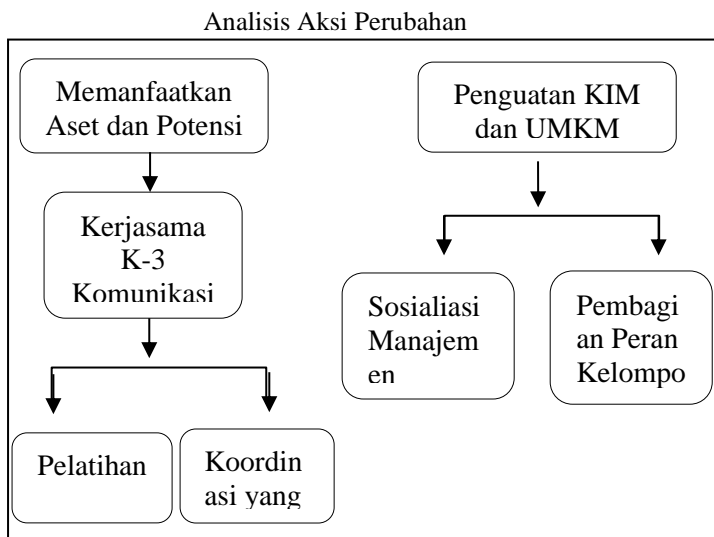 Analisis Aksi Perubahan
Memanfaatkan
Aset dan Potensi
Kerjasama
K-3
Komunikasi
Pelatihan
Koordin
asi yang
Penguatan KIM
dan UMKM
Sosialiasi
Manajem
en
Pembagi
an Peran
Kelompo